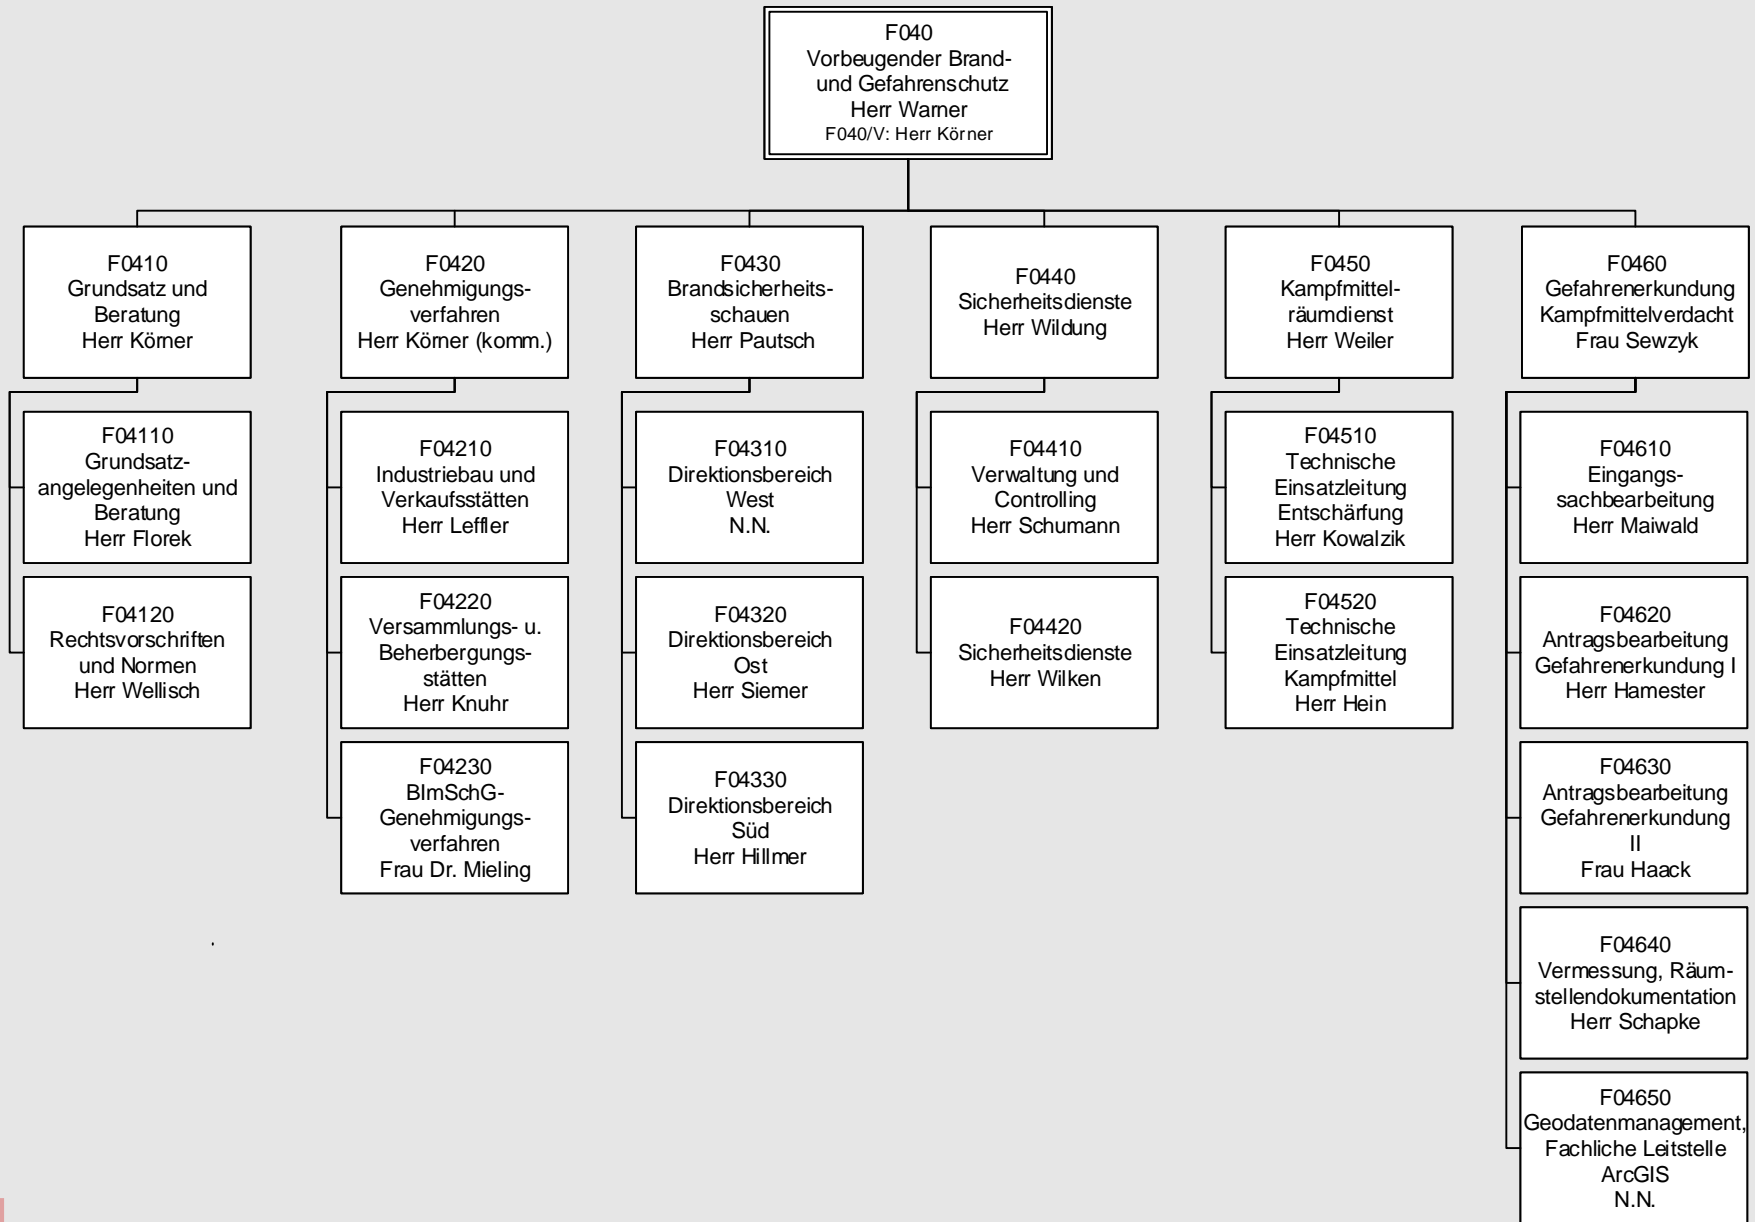 F040
Vorbeugender Brand-
und Gefahrenschutz
Herr Warner
F040/V: Herr Körner
F0410
Grundsatz und
Beratung
Herr Körner
F0420
Genehmigungs-
verfahren
Herr Körner (komm.)
F0430
Brandsicherheits-
schauen
Herr Pautsch
F0440
Sicherheitsdienste
Herr Wildung
F0450
Kampfmittel-
räumdienst
Herr Weiler
F0460
Gefahrenerkundung
Kampfmittelverdacht
Frau Sewzyk
F04110
Grundsatz-
angelegenheiten und
Beratung
Herr Florek
F04120
Rechtsvorschriften
und Normen
Herr Wellisch
F04210
Industriebau und
Verkaufsstätten
Herr Leffler
F04220
Versammlungs- u.
Beherbergungs-
stätten
Herr Knuhr
F04230
BImSchG-
Genehmigungs-
verfahren
Frau Dr. Mieling
F04310
Direktionsbereich
West
N.N.
F04320
Direktionsbereich
Ost
Herr Siemer
F04330
Direktionsbereich
Süd
Herr Hillmer
F04410
Verwaltung und
Controlling
Herr Schumann
F04420
Sicherheitsdienste
Herr Wilken
F04510
Technische
Einsatzleitung
Entschärfung
Herr Kowalzik
F04520
Technische
Einsatzleitung
Kampfmittel
Herr Hein
F04610
Eingangs-
sachbearbeitung
Herr Maiwald
F04620
Antragsbearbeitung
Gefahrenerkundung I
Herr Hamester
F04630
Antragsbearbeitung
Gefahrenerkundung
II
Frau Haack
F04640
Vermessung, Räum-
stellendokumentation
Herr Schapke
F04650
Geodatenmanagement,
Fachliche Leitstelle
ArcGIS
N.N.